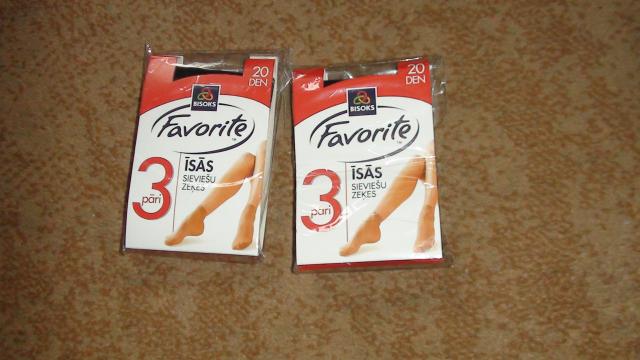 20
DEN
BISOKS
Favorite
3
pāri
ĪSĀS
SIEVIEŠU
ZEĶES
20
DEN
BISOKS
Favorite
3
pāri
ĪSĀS
SIEVIEŠU
ZEĶES